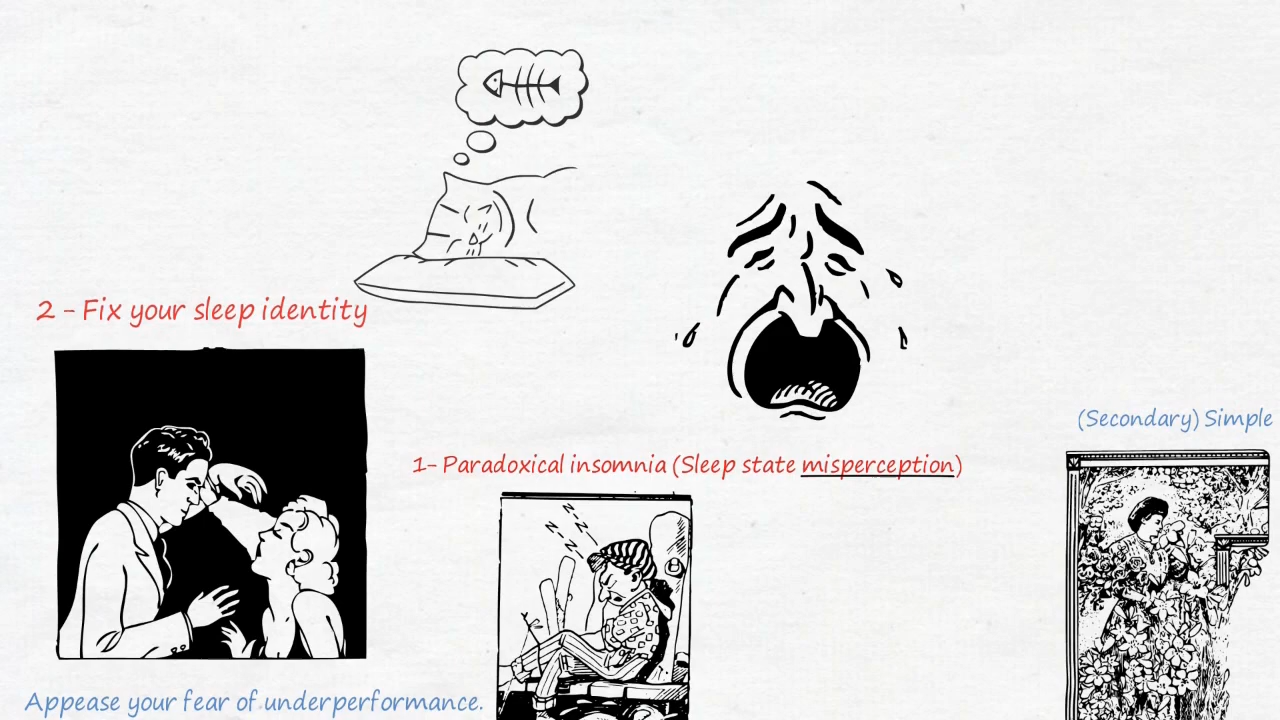 2 - Fix your sleep identity
(Secondary) Simple
1- Paradoxical insomnia (Sleep state misperception)
z z z z z z
Appease your fear of underperformance.